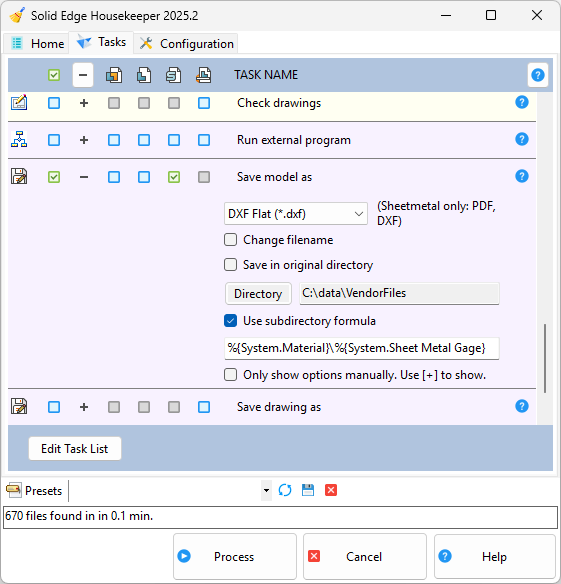 Solid Edge Housekeeper 2025.2
Home Tasks Configuration
TASK NAME ?
Check drawings ?
Run external program ?
Save model as ?
DXF Flat (*.dxf) (Sheetmetal only: PDF,
DXF)
Change filename
Save in original directory
Directory C:\data\VendorFiles
Use subdirectory formula
%{System.Material}\%{System.Sheet Metal Gage}
Only show options manually. Use [+] to show.
Save drawing as ?
Edit Task List
Presets
670 files found in in 0.1 min.
Process Cancel ? Help